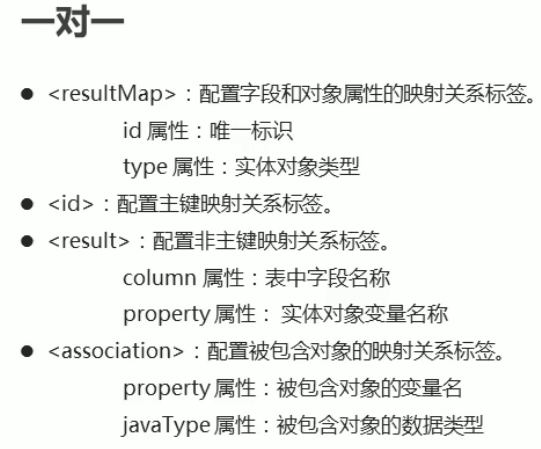 一对一
● <resultMap>：配置字段和对象属性的映射关系标签。
id 属性：唯一标识
type 属性：实体对象类型
● <id>：配置主键映射关系标签。
● <result>：配置非主键映射关系标签。
column 属性：表中字段名称
property 属性： 实体对象变量名称
● <association>：配置被包含对象的映射关系标签。
property 属性：被包含对象的变量名
javaType 属性：被包含对象的数据类型